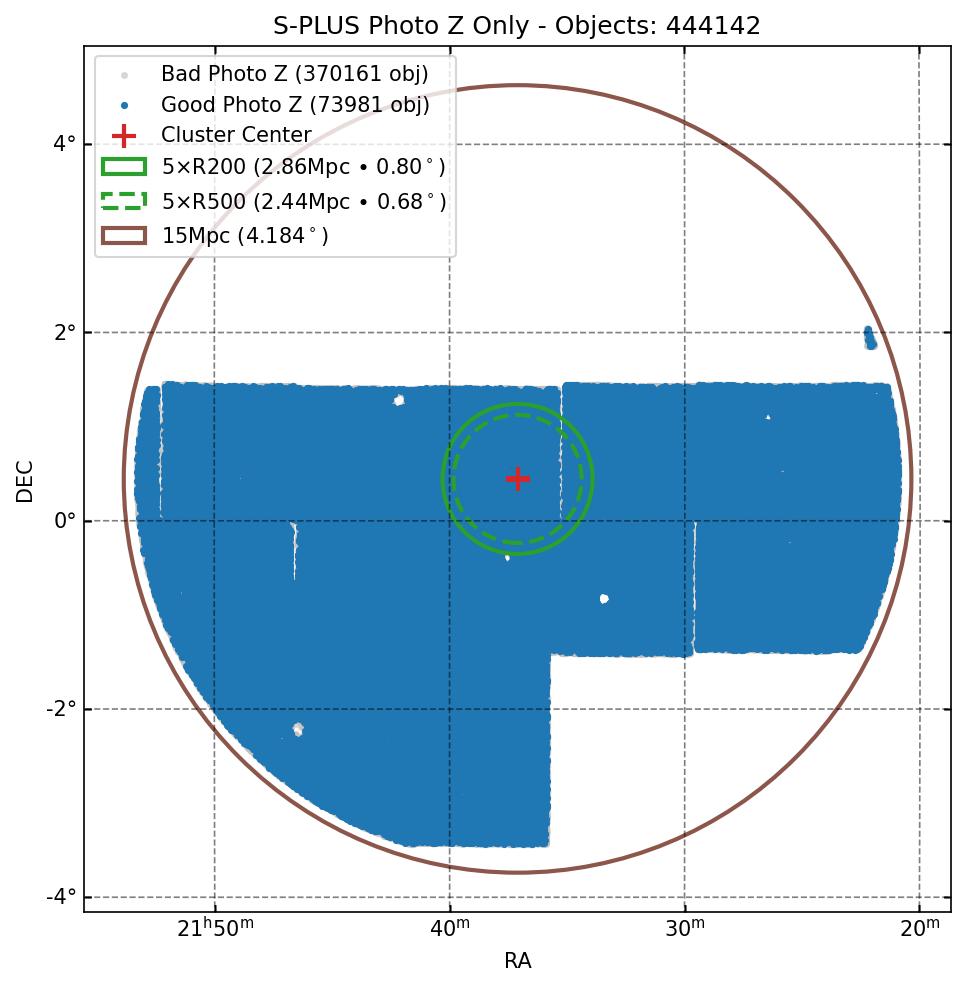 S-PLUS Photo Z Only - Objects: 444142
Bad Photo Z (370161 obj)
Good Photo Z (73981 obj)
Cluster Center
5×R200 (2.86Mpc • 0.80°)
5×R500 (2.44Mpc • 0.68°)
15Mpc (4.184°)
4°
2°
0°
-2°
-4°
DEC
21ʰ50ᵐ 40ᵐ 30ᵐ 20ᵐ
RA